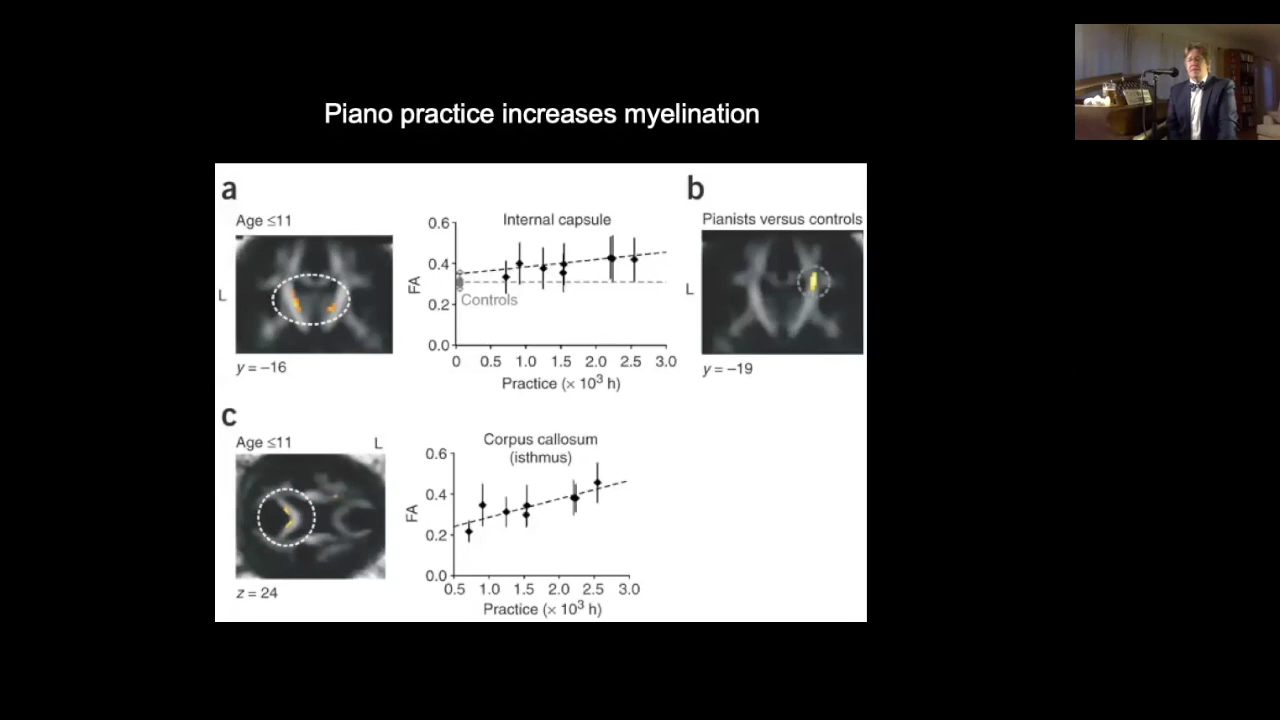 Piano practice increases myelination
a
Age ≤11
L
y = –16
Internal capsule
FA
0.6
0.4
0.2
0.0
Controls
0 0.5 1.0 1.5 2.0 2.5 3.0
Practice (× 10³ h)
b
Pianists versus controls
L
y = –19
c
Age ≤11 L
z = 24
Corpus callosum
(isthmus)
FA
0.6
0.4
0.2
0.0
0.5 1.0 1.5 2.0 2.5 3.0
Practice (× 10³ h)